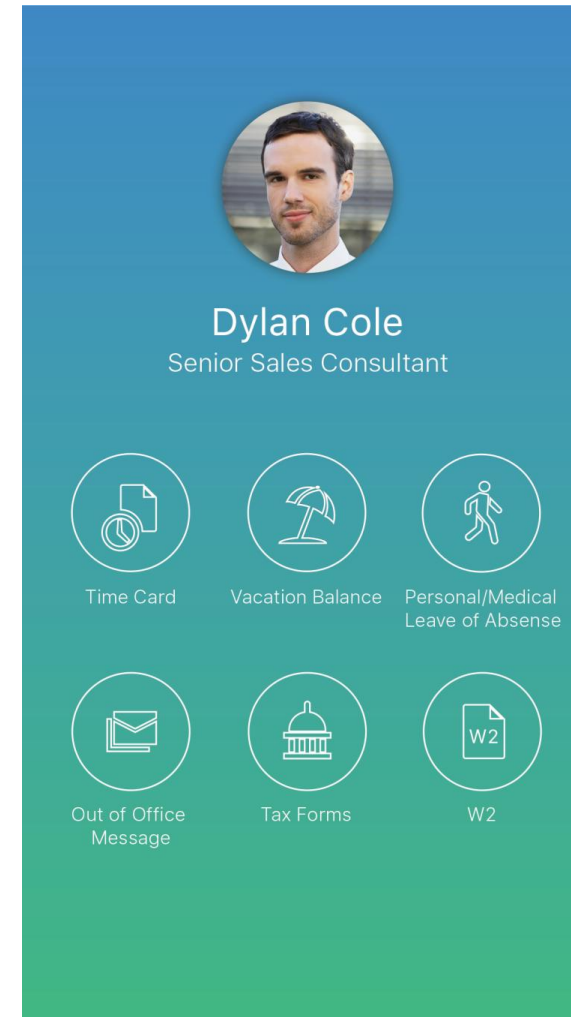 Dylan Cole
Senior Sales Consultant
Time Card
Vacation Balance
Personal/Medical
Leave of Absense
Out of Office
Message
Tax Forms
W2
W2